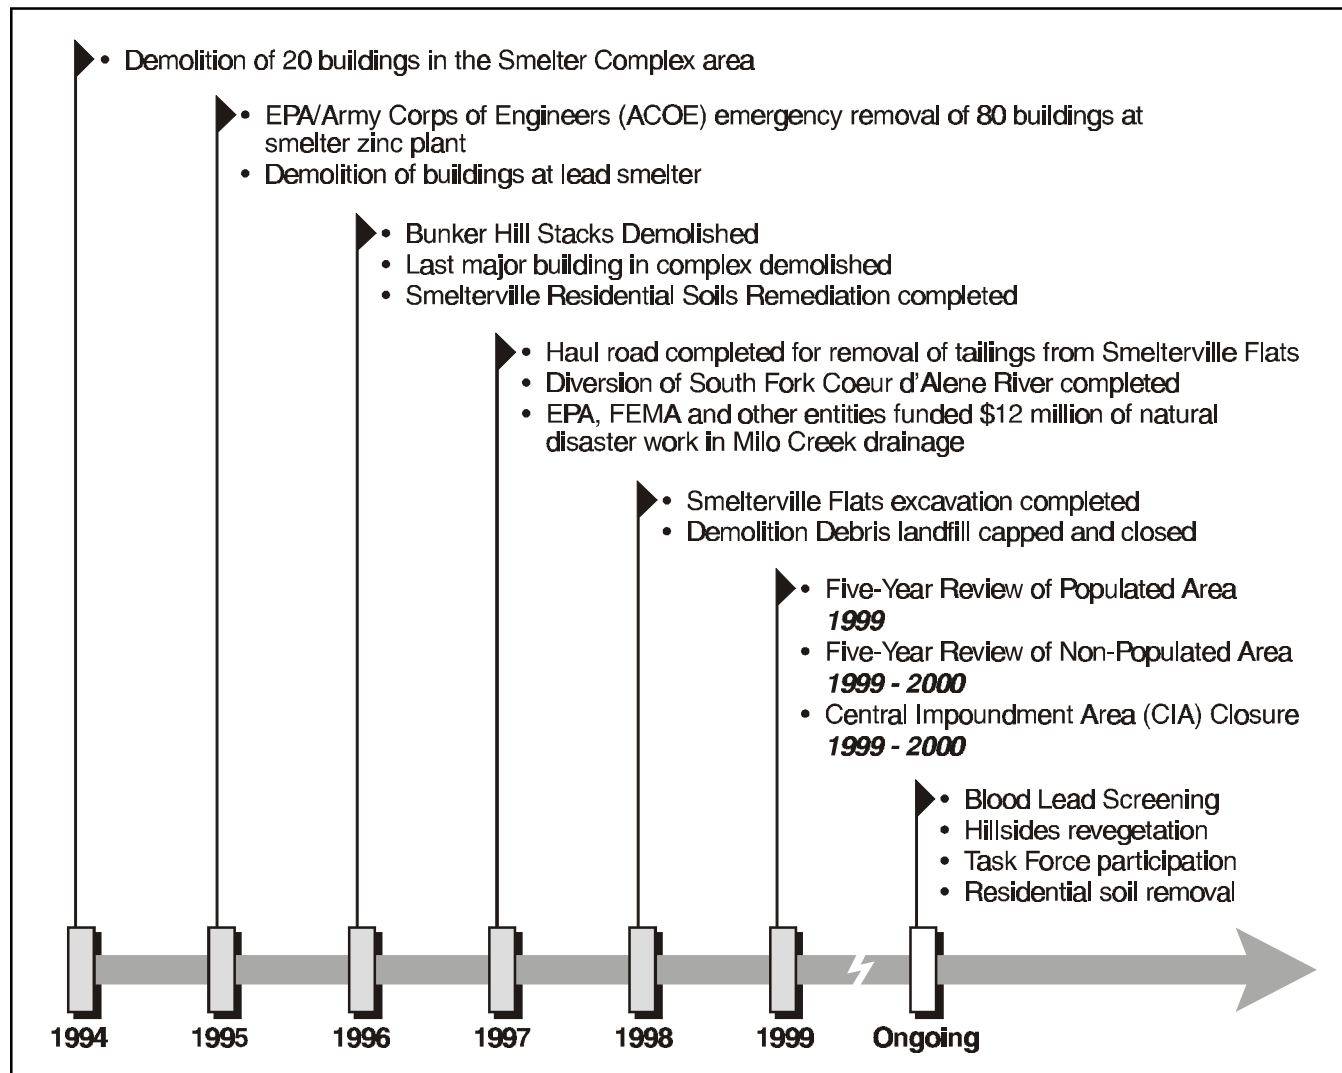 • Demolition of 20 buildings in the Smelter Complex area
• EPA/Army Corps of Engineers (ACOE) emergency removal of 80 buildings at
smelter zinc plant
• Demolition of buildings at lead smelter
• Bunker Hill Stacks Demolished
• Last major building in complex demolished
• Smelterville Residential Soils Remediation completed
• Haul road completed for removal of tailings from Smelterville Flats
• Diversion of South Fork Coeur d'Alene River completed
• EPA, FEMA and other entities funded $12 million of natural
disaster work in Milo Creek drainage
• Smelterville Flats excavation completed
• Demolition Debris landfill capped and closed
• Five-Year Review of Populated Area
1999
• Five-Year Review of Non-Populated Area
1999 - 2000
• Central Impoundment Area (CIA) Closure
1999 - 2000
• Blood Lead Screening
• Hillsides revegetation
• Task Force participation
• Residential soil removal
1994 1995 1996 1997 1998 1999 Ongoing